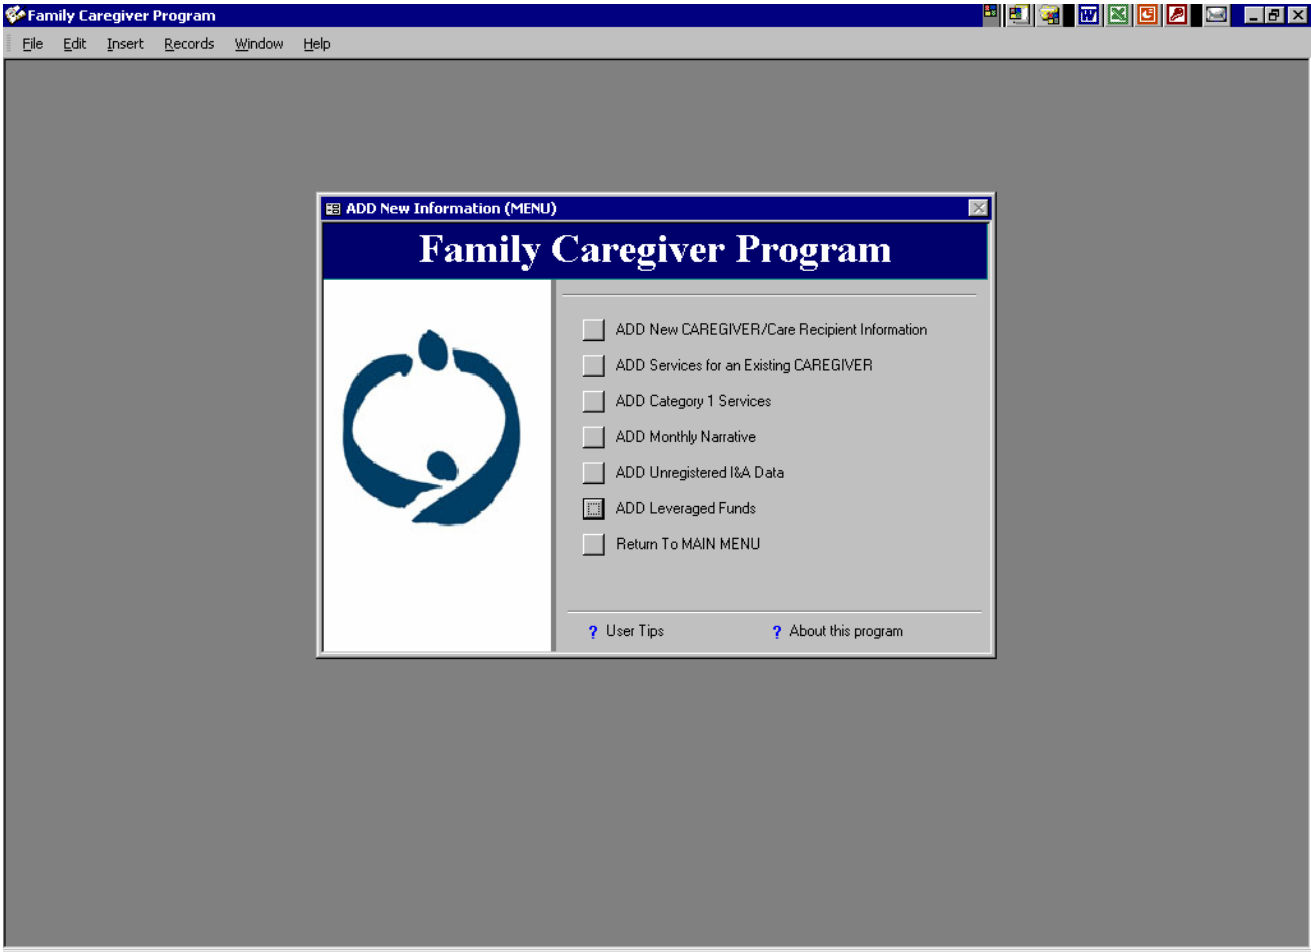 Family Caregiver Program
File Edit Insert Records Window Help
ADD New Information (MENU)
Family Caregiver Program
ADD New CAREGIVER/Care Recipient Information
ADD Services for an Existing CAREGIVER
ADD Category 1 Services
ADD Monthly Narrative
ADD Unregistered I&A Data
ADD Leveraged Funds
Return To MAIN MENU
? User Tips ? About this program